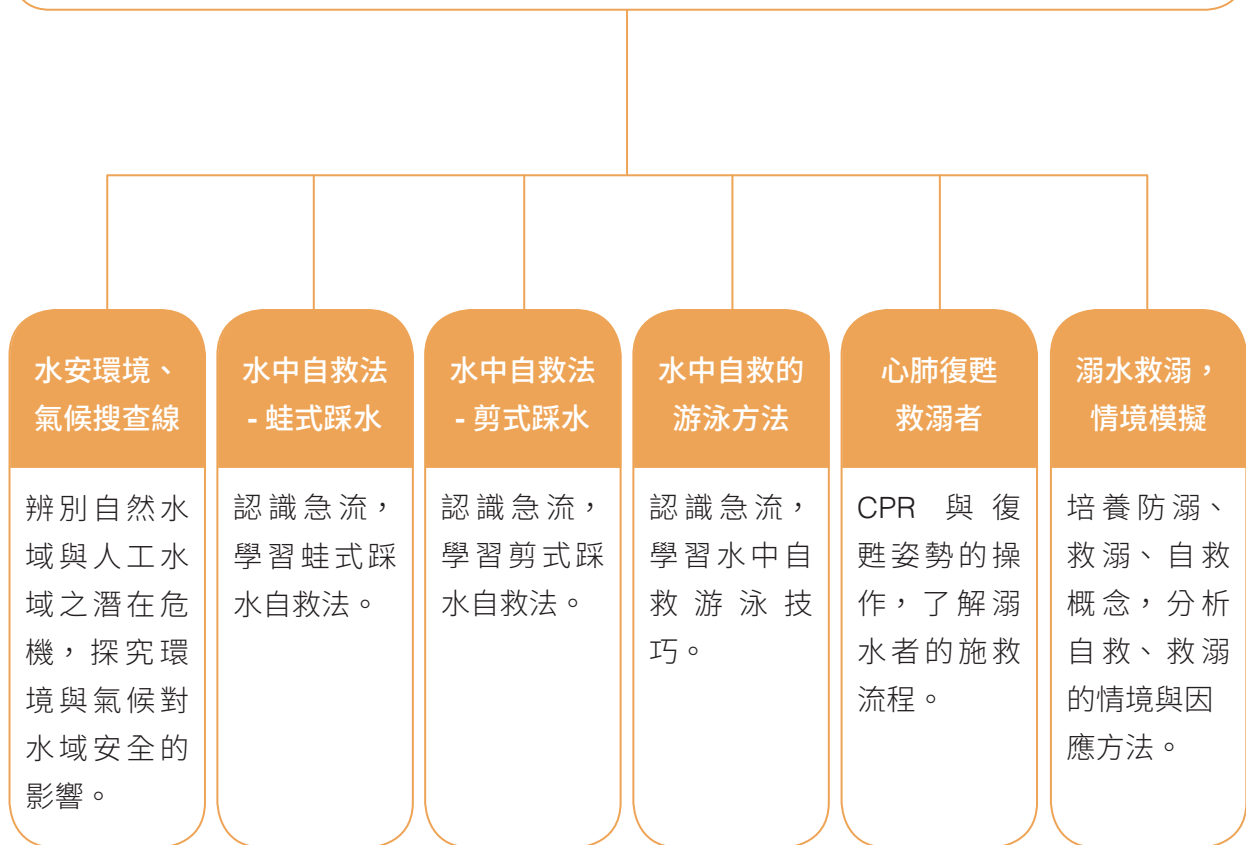 水安環境、
氣候搜查線
辨別自然水
域與人工水
域之潛在危
機，探究環
境與氣候對
水域安全的
影響。
水中自救法
- 蛙式踩水
認識急流，
學習蛙式踩
水自救法。
水中自救法
- 剪式踩水
認識急流，
學習剪式踩
水自救法。
水中自救的
游泳方法
認識急流，
學習水中自
救游泳技
巧。
心肺復甦
救溺者
CPR 與復
甦姿勢的操
作，了解溺
水者的施救
流程。
溺水救溺，
情境模擬
培養防溺、
救溺、自救
概念，分析
自救、救溺
的情境與因
應方法。